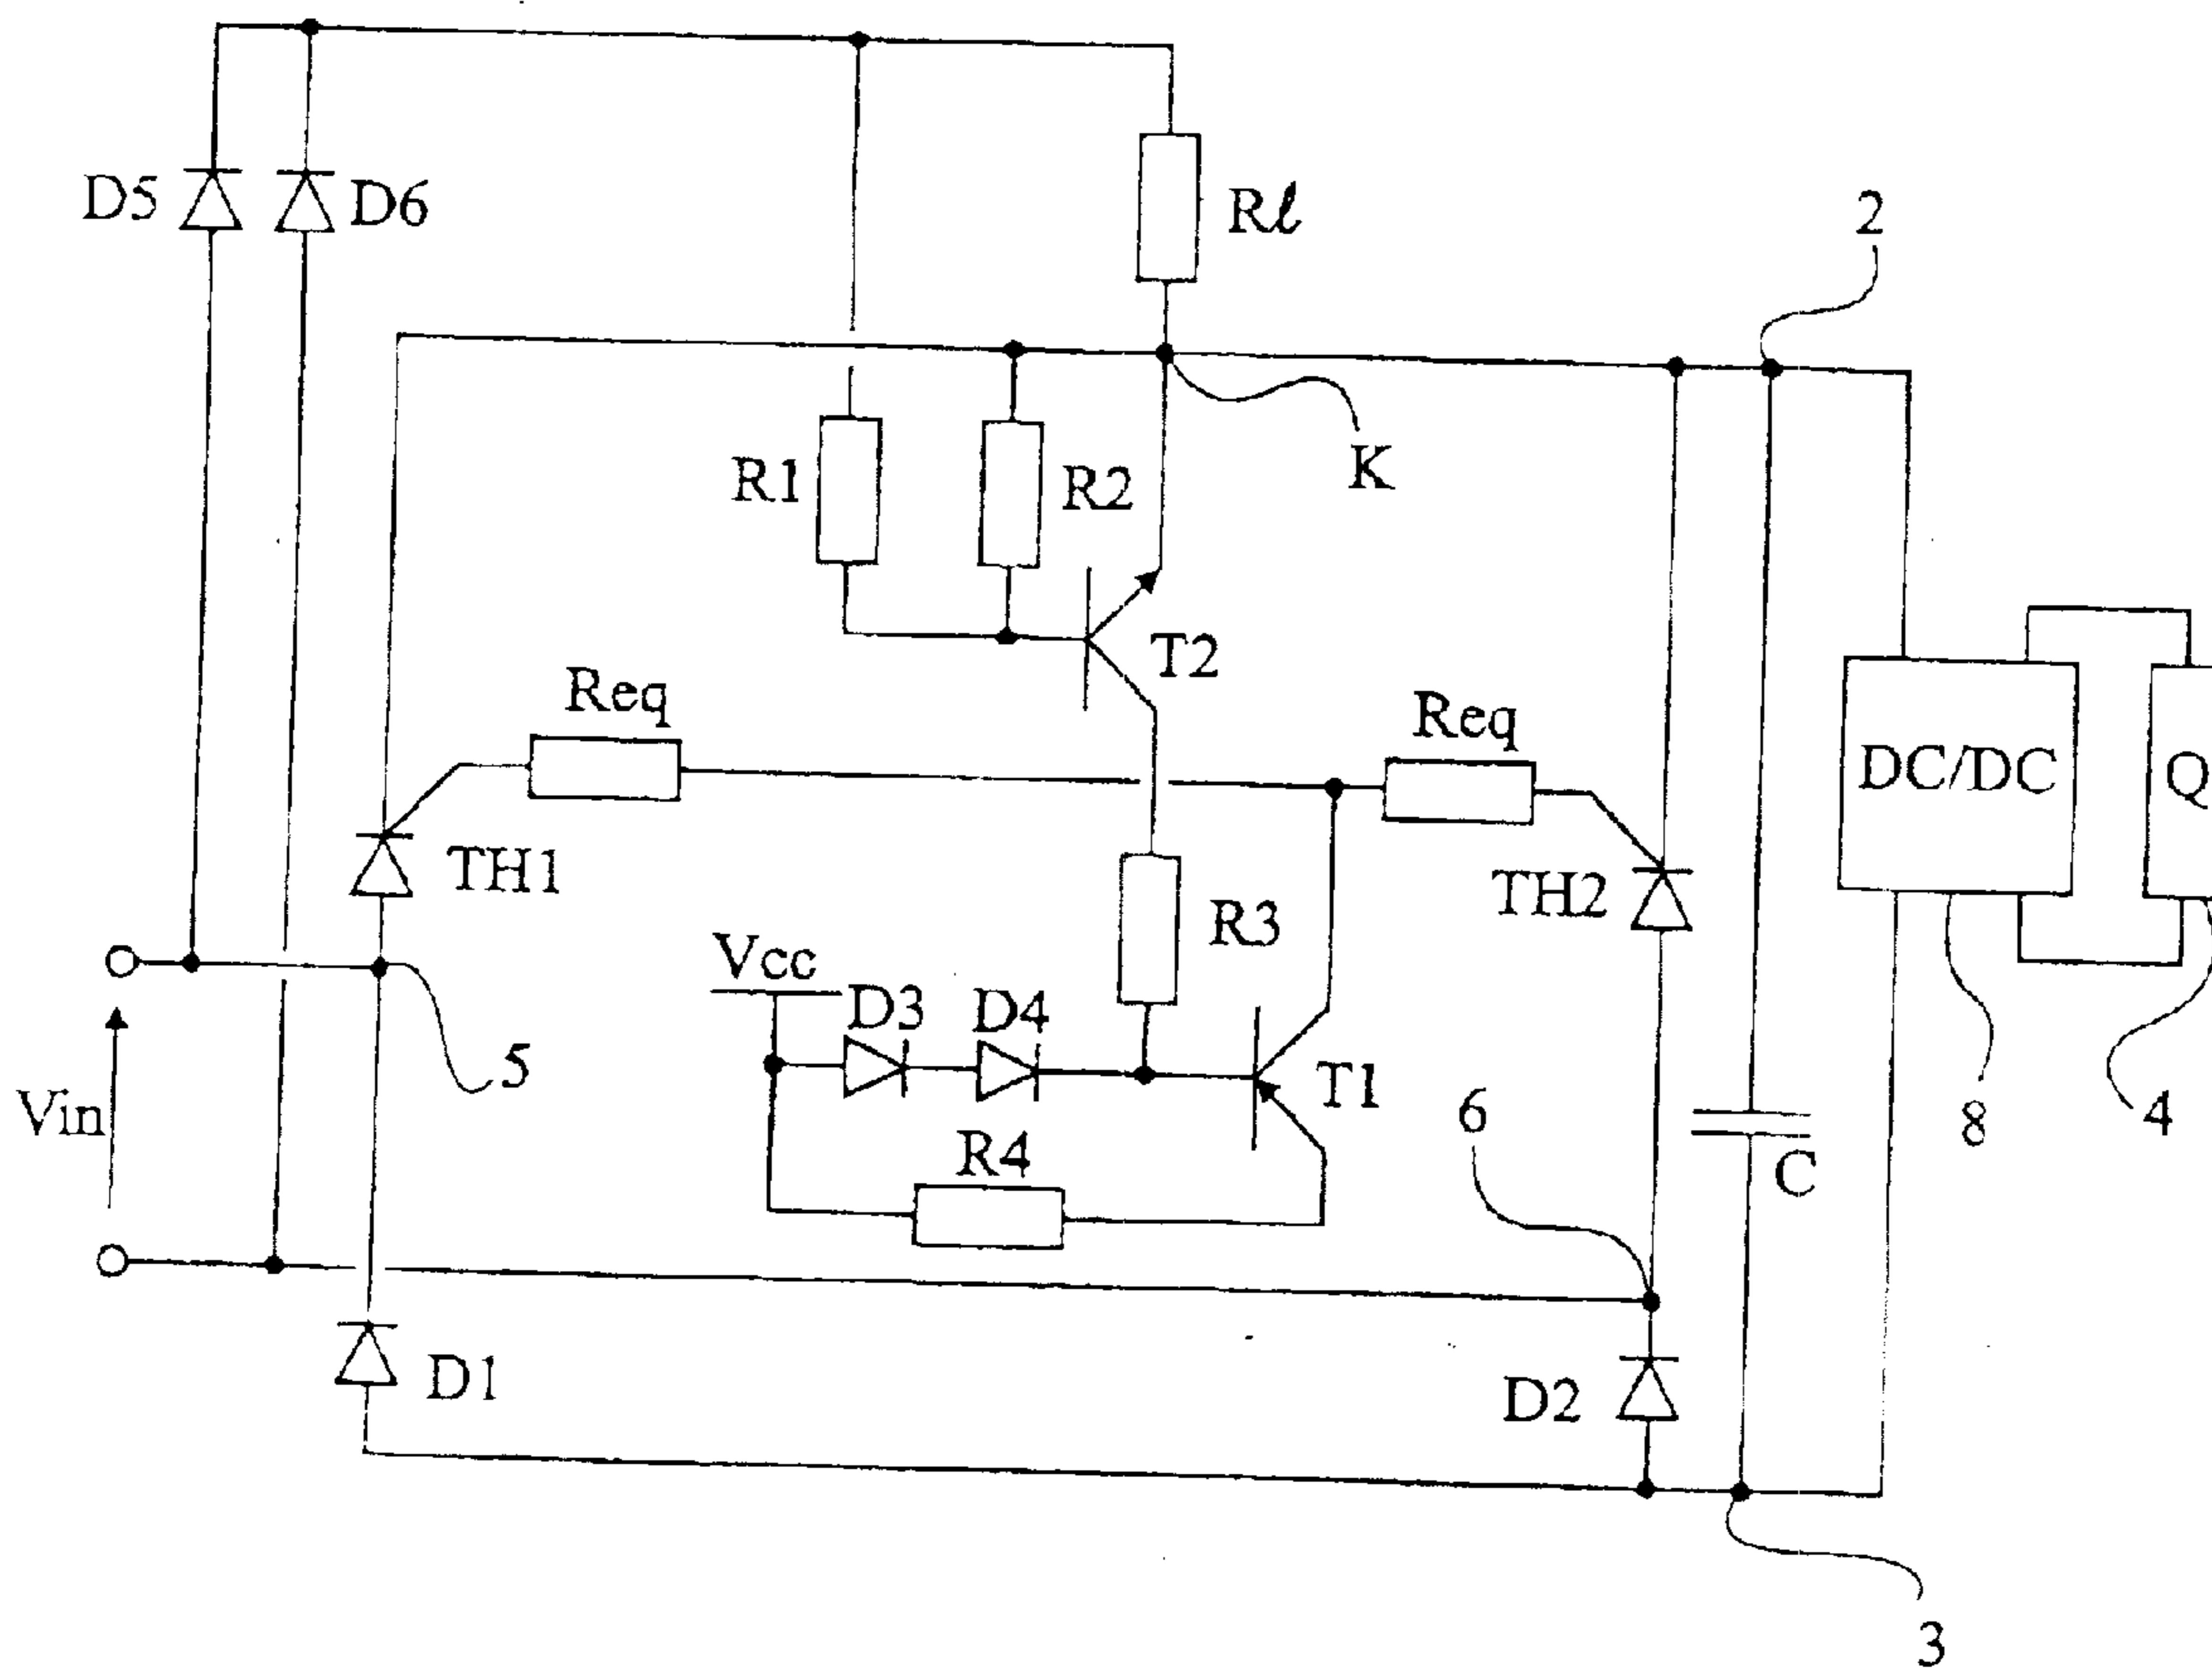 D5
D6
Rℓ
2
R1
R2
K
T2
Req
Req
DC/DC
Q
TH1
TH2
R3
Vcc
D3
D4
5
T1
Vin
6
8
4
R4
C
D1
D2
3